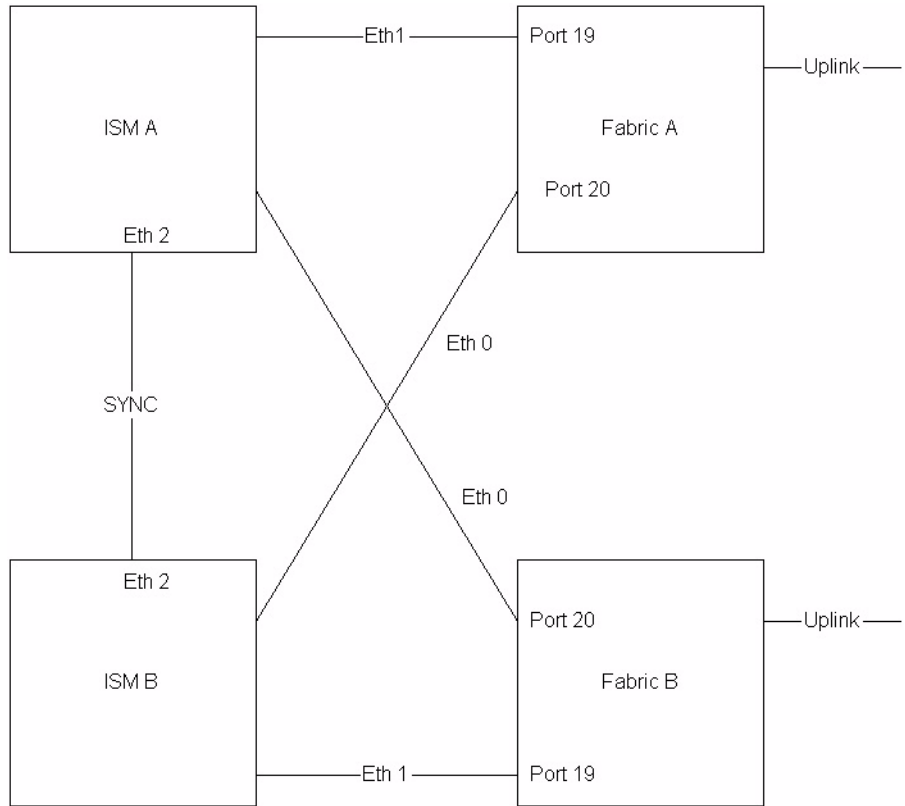 Eth1
Port 19
Uplink
ISM A
Fabric A
Port 20
Eth 2
Eth 0
SYNC
Eth 0
Eth 2
Port 20
Uplink
ISM B
Fabric B
Eth 1
Port 19